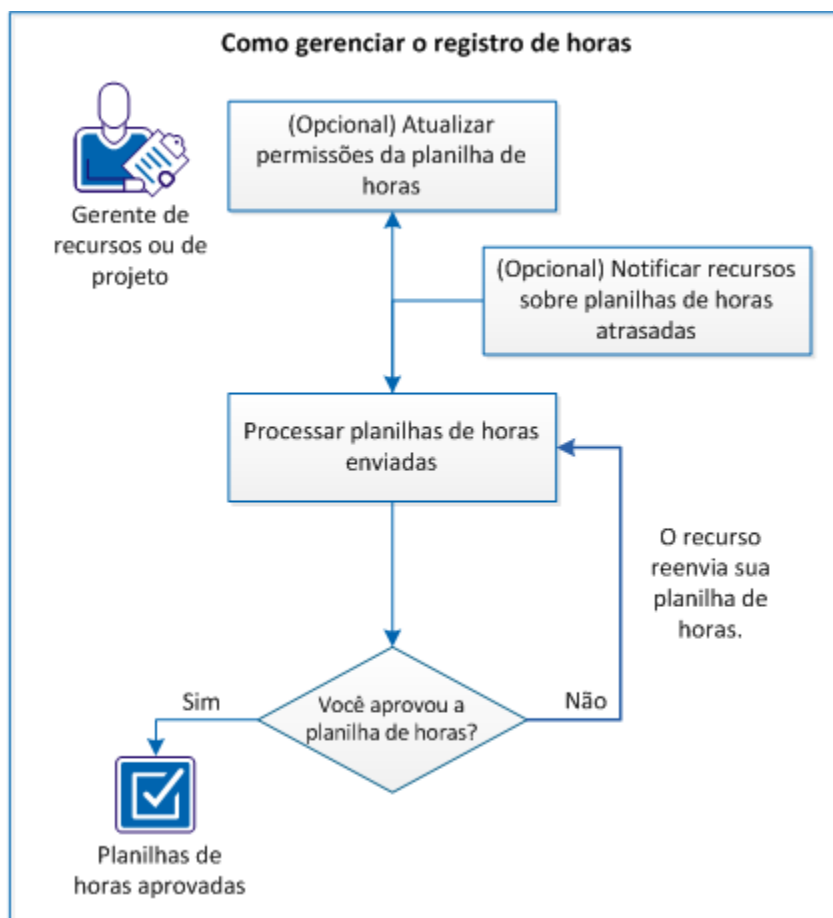 Como gerenciar o registro de horas
(Opcional) Atualizar
permissões da planilha de
horas
Gerente de
recursos ou de
projeto
(Opcional) Notificar recursos
sobre planilhas de horas
atrasadas
Processar planilhas de horas
enviadas
O recurso
reenvia sua
planilha de
horas.
Sim
Você aprovou a
planilha de horas?
Não
Planilhas de
horas aprovadas